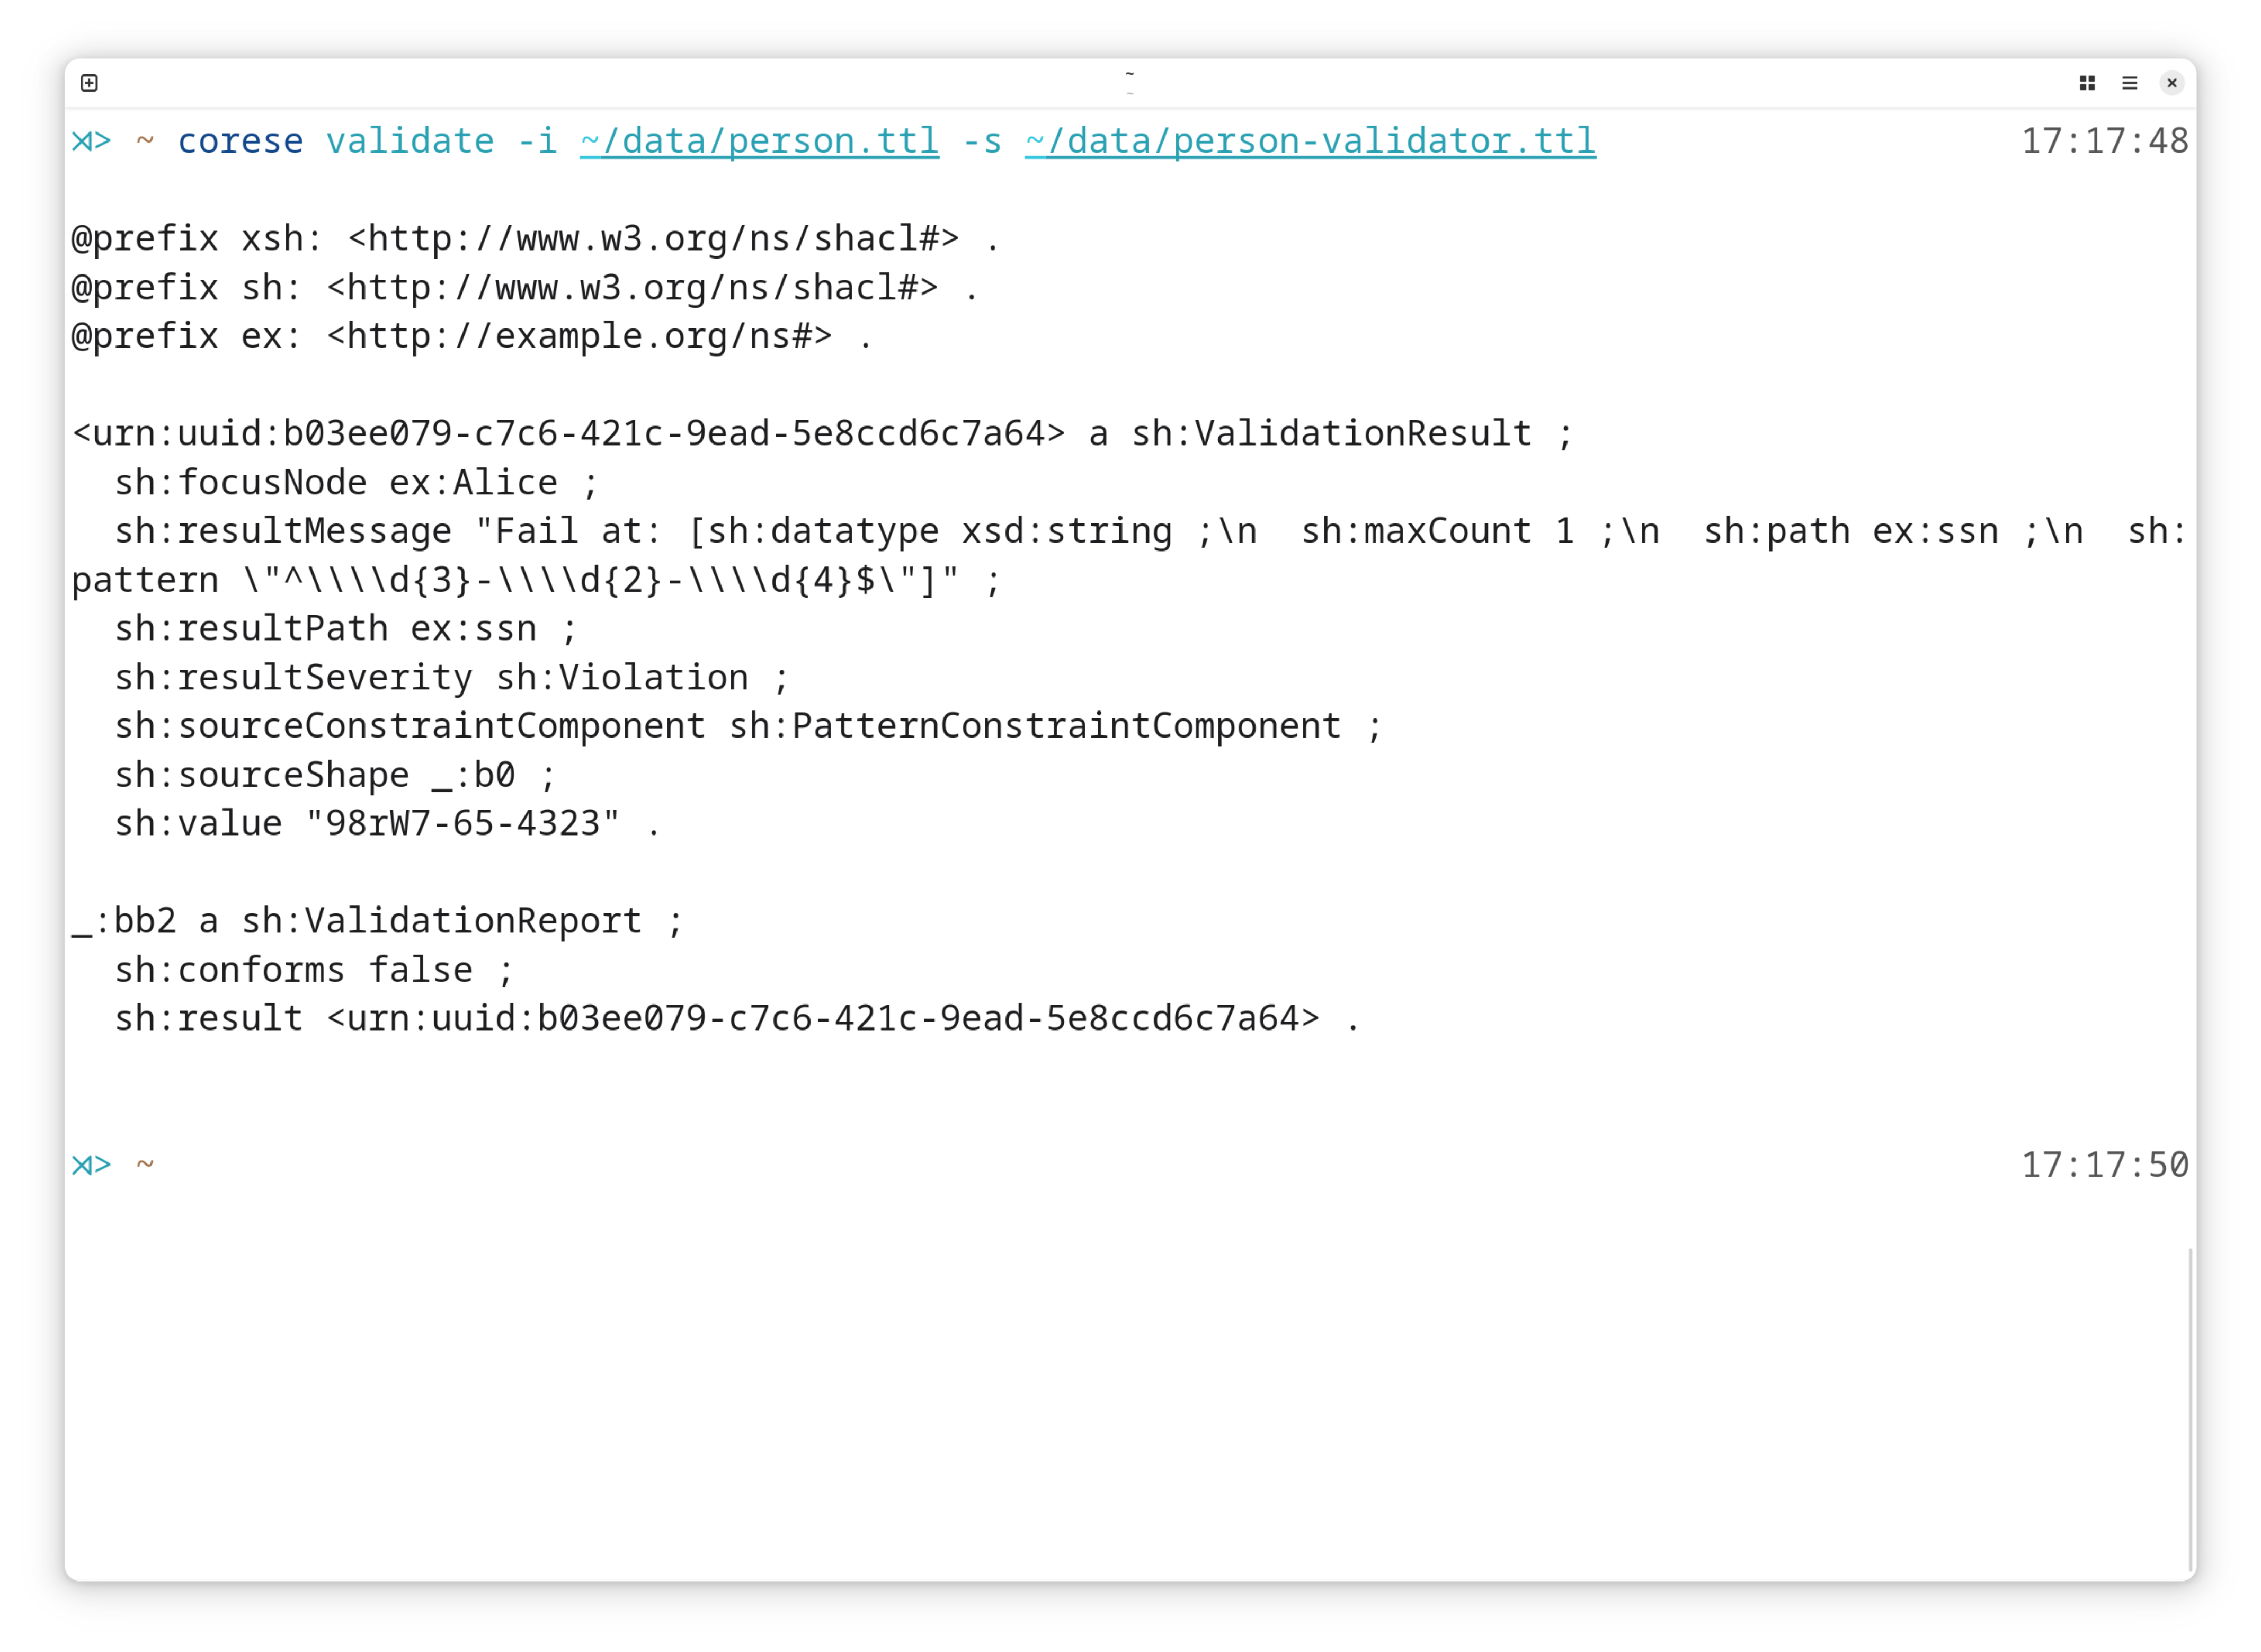 ⋊> ~ corese validate -i ~/data/person.ttl -s ~/data/person-validator.ttl 17:17:48
@prefix xsh: <http://www.w3.org/ns/shacl#> .
@prefix sh: <http://www.w3.org/ns/shacl#> .
@prefix ex: <http://example.org/ns#> .
<urn:uuid:b03ee079-c7c6-421c-9ead-5e8ccd6c7a64> a sh:ValidationResult ;
  sh:focusNode ex:Alice ;
  sh:resultMessage "Fail at: [sh:datatype xsd:string ;\n  sh:maxCount 1 ;\n  sh:path ex:ssn ;\n  sh:
pattern \"^\\\\d{3}-\\\\d{2}-\\\\d{4}$\"]" ;
  sh:resultPath ex:ssn ;
  sh:resultSeverity sh:Violation ;
  sh:sourceConstraintComponent sh:PatternConstraintComponent ;
  sh:sourceShape _:b0 ;
  sh:value "98rW7-65-4323" .
_:bb2 a sh:ValidationReport ;
  sh:conforms false ;
  sh:result <urn:uuid:b03ee079-c7c6-421c-9ead-5e8ccd6c7a64> .
⋊> ~ 17:17:50